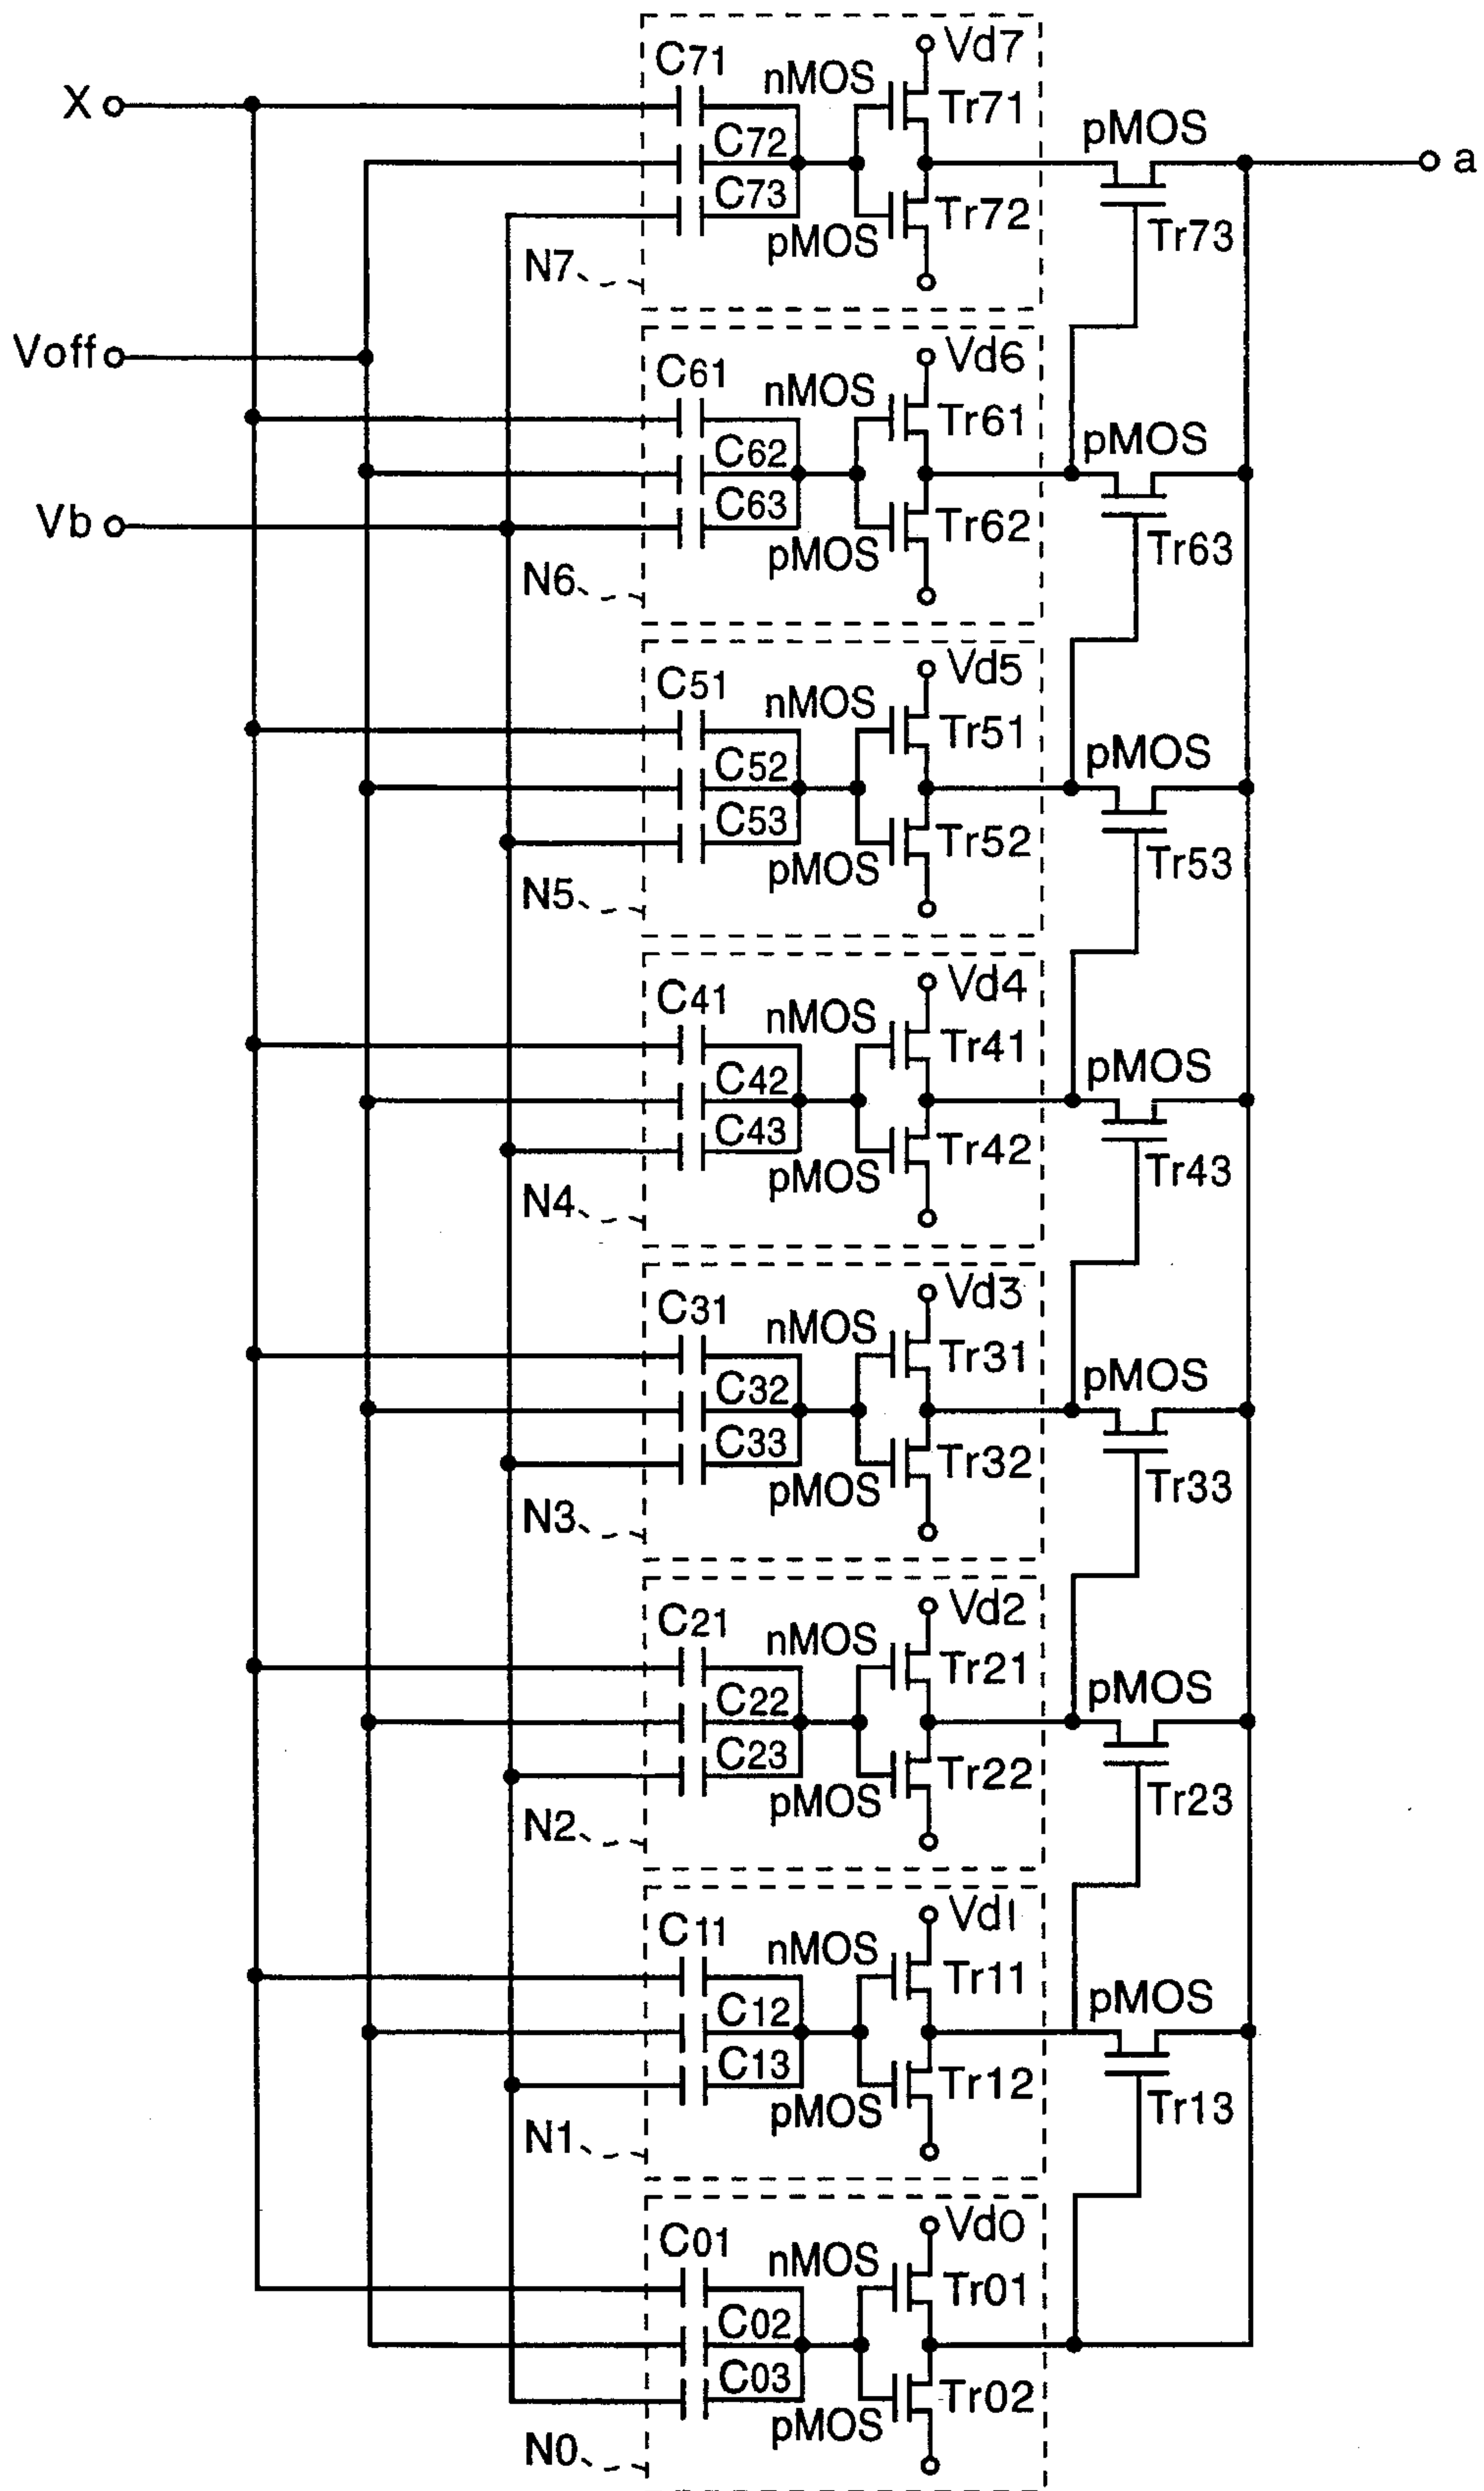 X
Voff
Vb
C71
C72
C73
nMOS
pMOS
Vd7
Tr71
Tr72
N7
pMOS
Tr73
a
C61
C62
C63
nMOS
pMOS
Vd6
Tr61
Tr62
N6
pMOS
Tr63
C51
C52
C53
nMOS
pMOS
Vd5
Tr51
Tr52
N5
pMOS
Tr53
C41
C42
C43
nMOS
pMOS
Vd4
Tr41
Tr42
N4
pMOS
Tr43
C31
C32
C33
nMOS
pMOS
Vd3
Tr31
Tr32
N3
pMOS
Tr33
C21
C22
C23
nMOS
pMOS
Vd2
Tr21
Tr22
N2
pMOS
Tr23
C11
C12
C13
nMOS
pMOS
Vd1
Tr11
Tr12
N1
pMOS
Tr13
C01
C02
C03
nMOS
pMOS
Vd0
Tr01
Tr02
N0